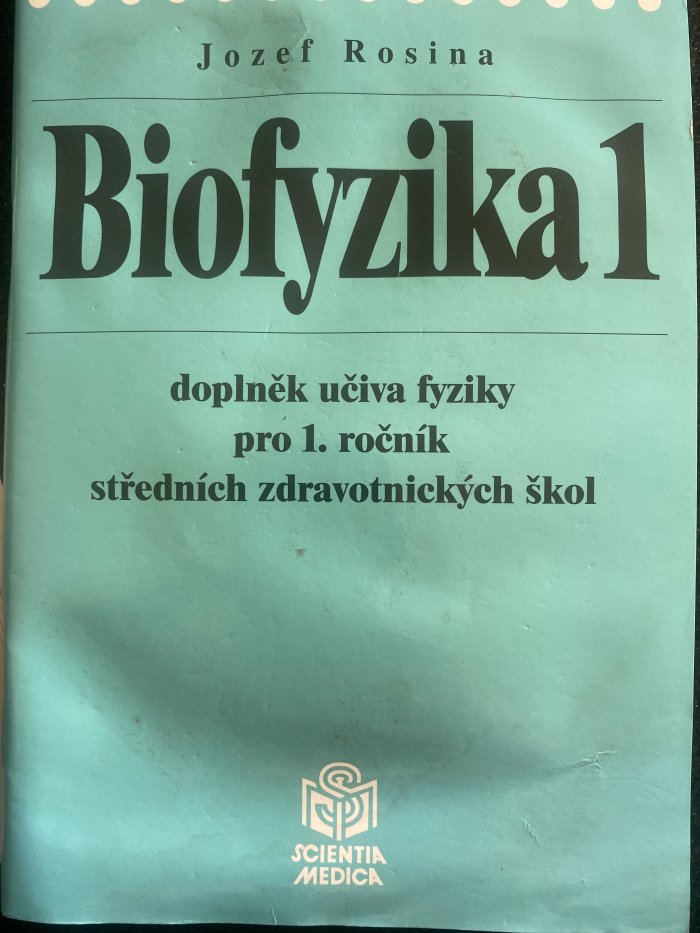 Jozef Rosina
Biofyzika 1
doplněk učiva fyziky
pro 1. ročník
středních zdravotnických škol
SCIENTIA
MEDICA